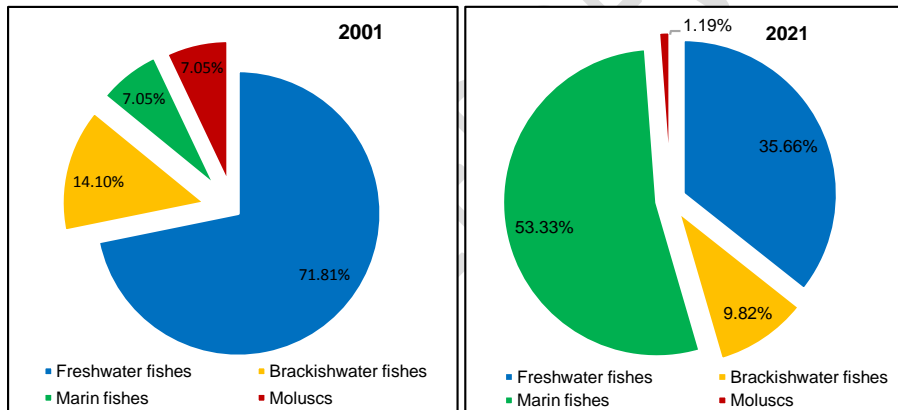 2001
7.05%
7.05%
14.10%
71.81%
Freshwater fishes
Brackishwater fishes
Marin fishes
Moluscs
1.19%
2021
35.66%
53.33%
9.82%
Freshwater fishes
Brackishwater fishes
Marin fishes
Moluscs